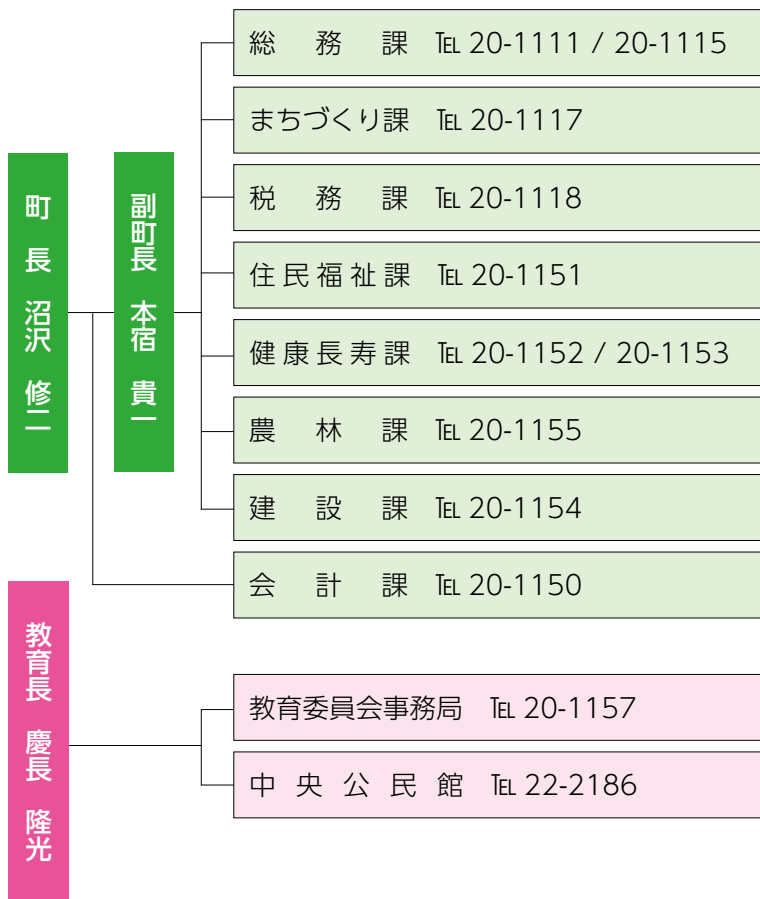 町長 沼沢 修二
副町長 本宿 貴一
総務課 ℡ 20-1111 / 20-1115
まちづくり課 ℡ 20-1117
税務課 ℡ 20-1118
住民福祉課 ℡ 20-1151
健康長寿課 ℡ 20-1152 / 20-1153
農林課 ℡ 20-1155
建設課 ℡ 20-1154
会計課 ℡ 20-1150
教育長 慶長 隆光
教育委員会事務局 ℡ 20-1157
中央公民館 ℡ 22-2186